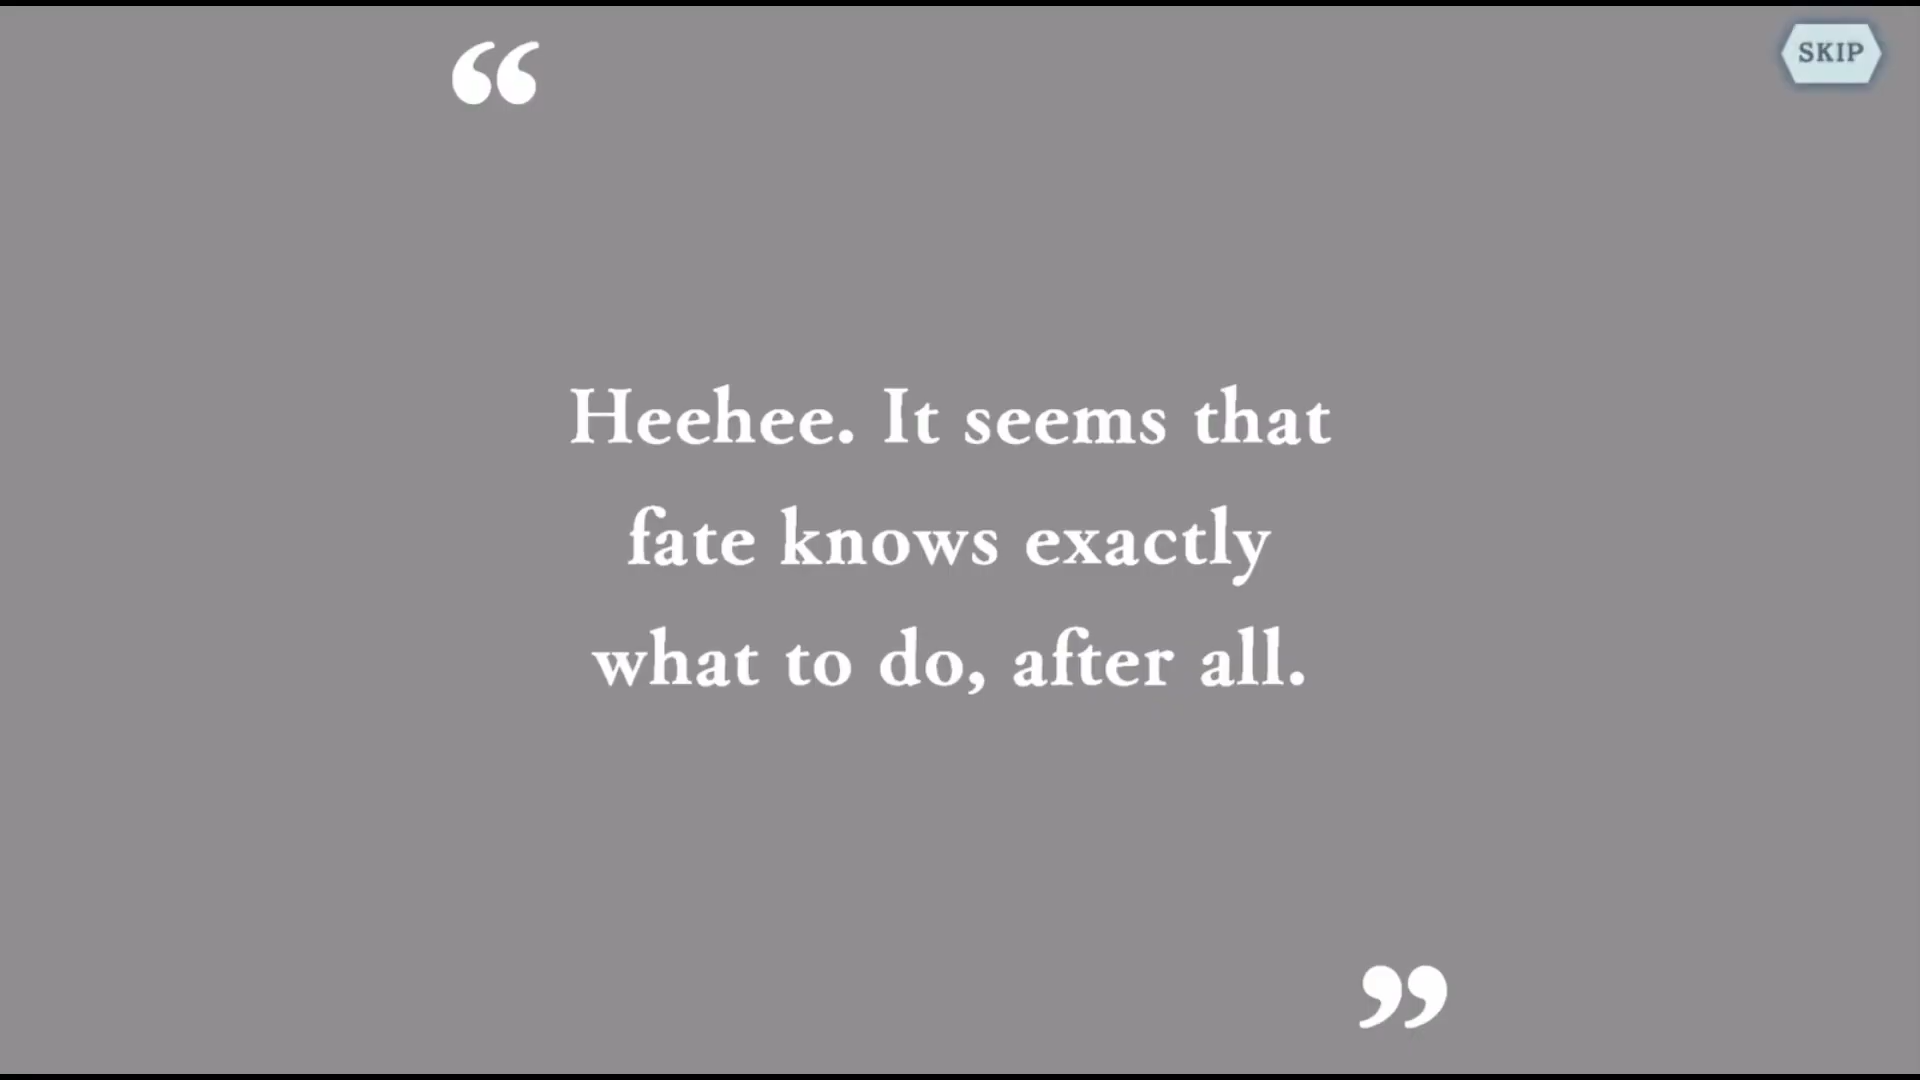 “
SKIP
Heehee. It seems that
fate knows exactly
what to do, after all.
”